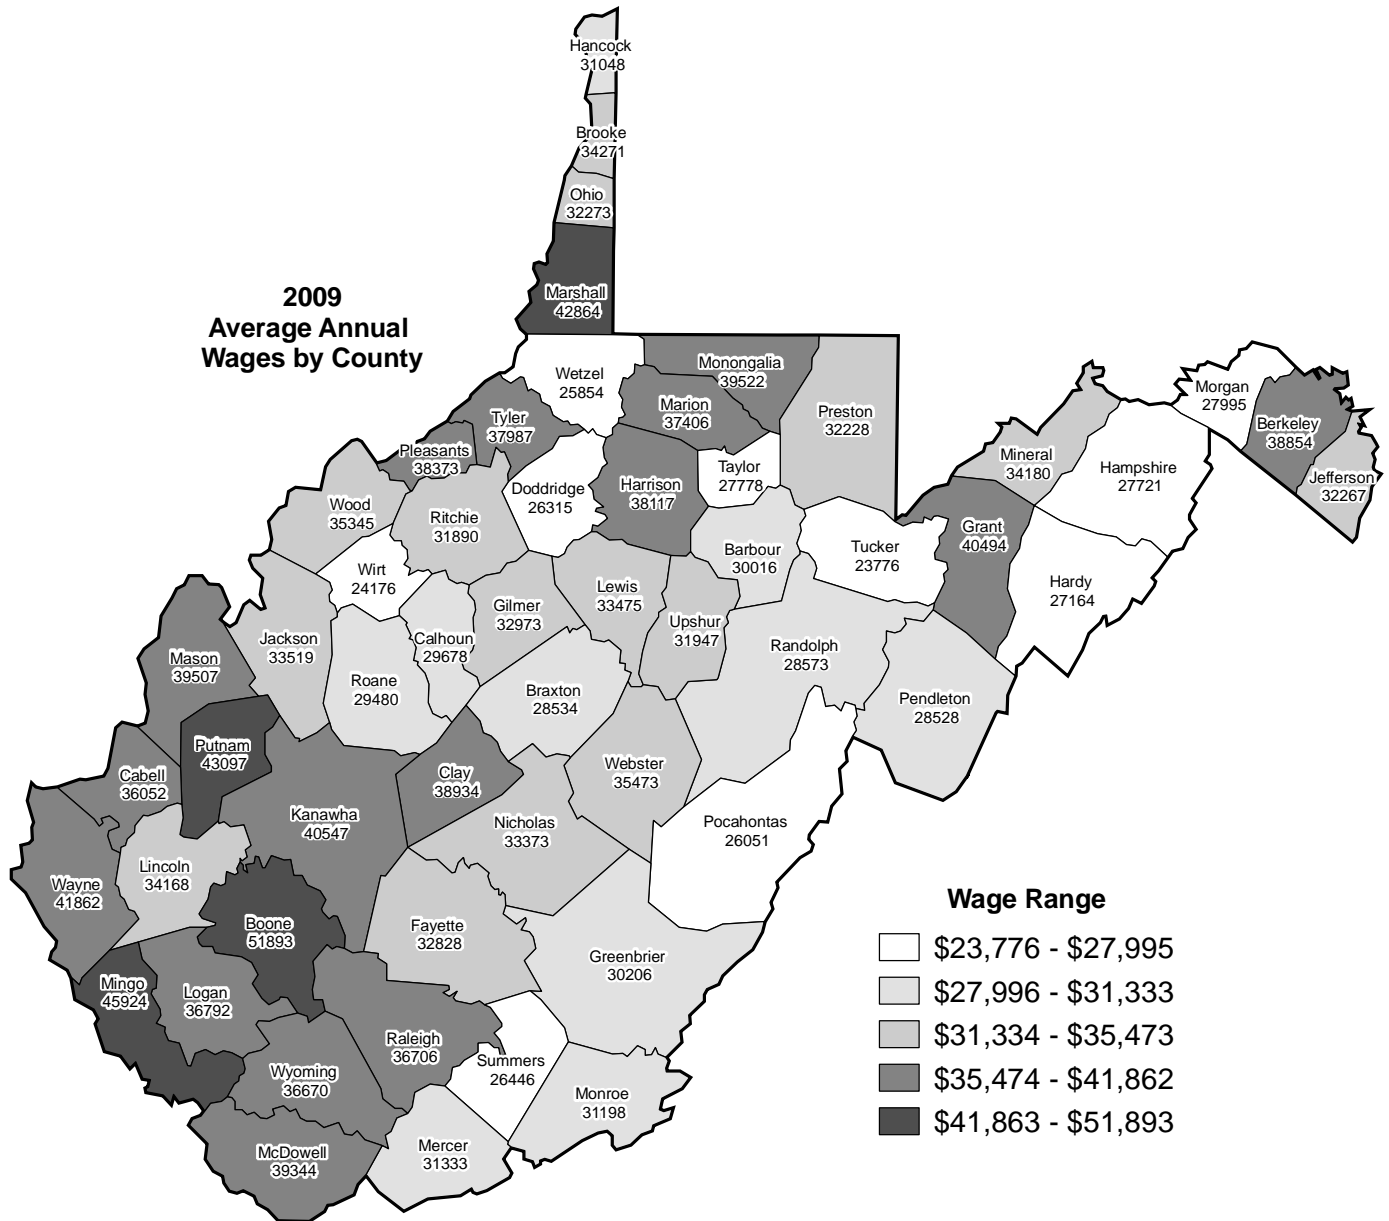 Hancock
31048
Brooke
34271
Ohio
32273
Marshall
42864
2009
Average Annual
Wages by County
Wetzel
25854
Monongalia
39522
Marion
37406
Preston
32228
Tyler
37987
Pleasants
38373
Morgan
27995
Berkeley
38854
Jefferson
32267
Mineral
34180
Hampshire
27721
Taylor
27778
Doddridge
26315
Harrison
38117
Wood
35345
Ritchie
31890
Grant
40494
Barbour
30016
Tucker
23776
Hardy
27164
Wirt
24176
Lewis
33475
Gilmer
32973
Upshur
31947
Calhoun
29678
Jackson
33519
Randolph
28573
Mason
39507
Roane
29480
Braxton
28534
Pendleton
28528
Putnam
43097
Cabell
36052
Clay
38934
Webster
35473
Kanawha
40547
Nicholas
33373
Pocahontas
26051
Lincoln
34168
Wayne
41862
Boone
51893
Fayette
32828
Greenbrier
30206
Mingo
45924
Logan
36792
Raleigh
36706
Summers
26446
Wyoming
36670
Monroe
31198
McDowell
39344
Mercer
31333
Wage Range
$23,776 - $27,995
$27,996 - $31,333
$31,334 - $35,473
$35,474 - $41,862
$41,863 - $51,893